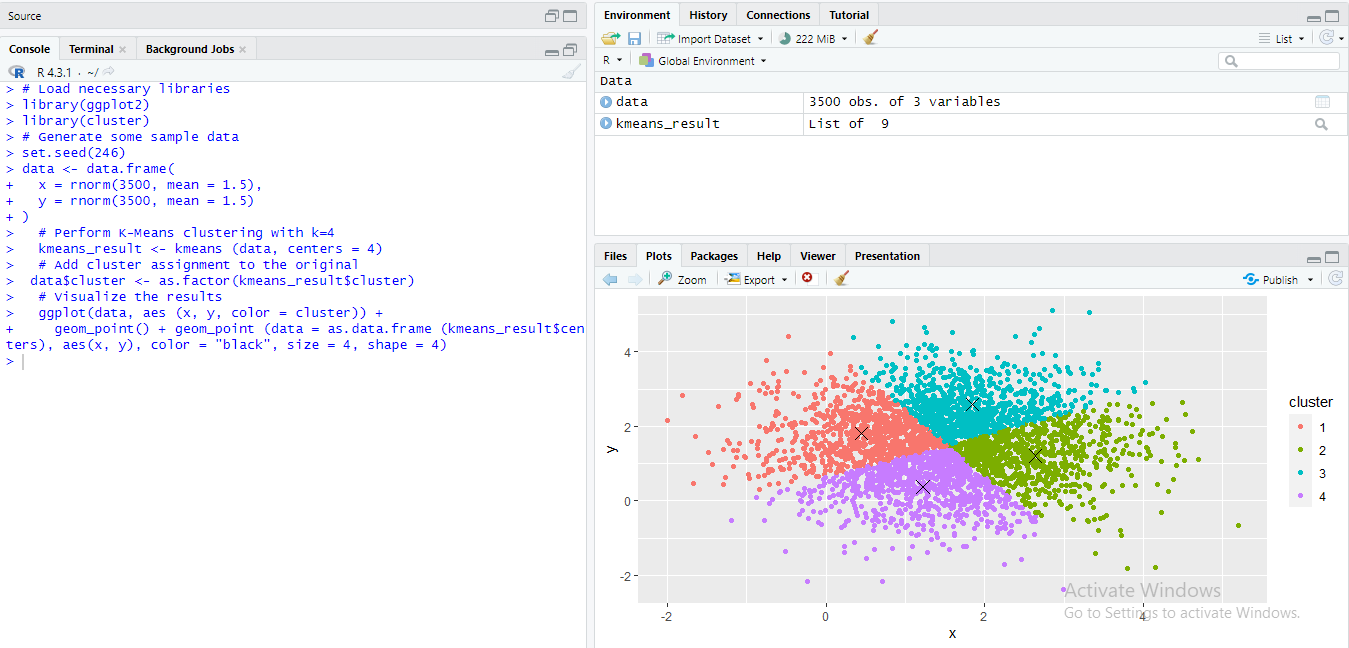 Source
Console Terminal Background Jobs
R 4.3.1 · ~/
> # Load necessary libraries
> library(ggplot2)
> library(cluster)
> # Generate some sample data
> set.seed(246)
> data <- data.frame(
+   x = rnorm(3500, mean = 1.5),
+   y = rnorm(3500, mean = 1.5)
+ )
>   # Perform K-Means clustering with k=4
>   kmeans_result <- kmeans (data, centers = 4)
>   # Add cluster assignment to the original
>  data$cluster <- as.factor(kmeans_result$cluster)
>   # Visualize the results
>   ggplot(data, aes (x, y, color = cluster)) +
+     geom_point() + geom_point (data = as.data.frame (kmeans_result$cen
ters), aes(x, y), color = "black", size = 4, shape = 4)
>
Environment History Connections Tutorial
Import Dataset 222 MiB List
R Global Environment
Data
data 3500 obs. of 3 variables
kmeans_result List of  9
Files Plots Packages Help Viewer Presentation
Zoom Export Publish
4
2
0
-2
y
-2 0 2 4
x
cluster
1
2
3
4
Activate Windows
Go to Settings to activate Windows.